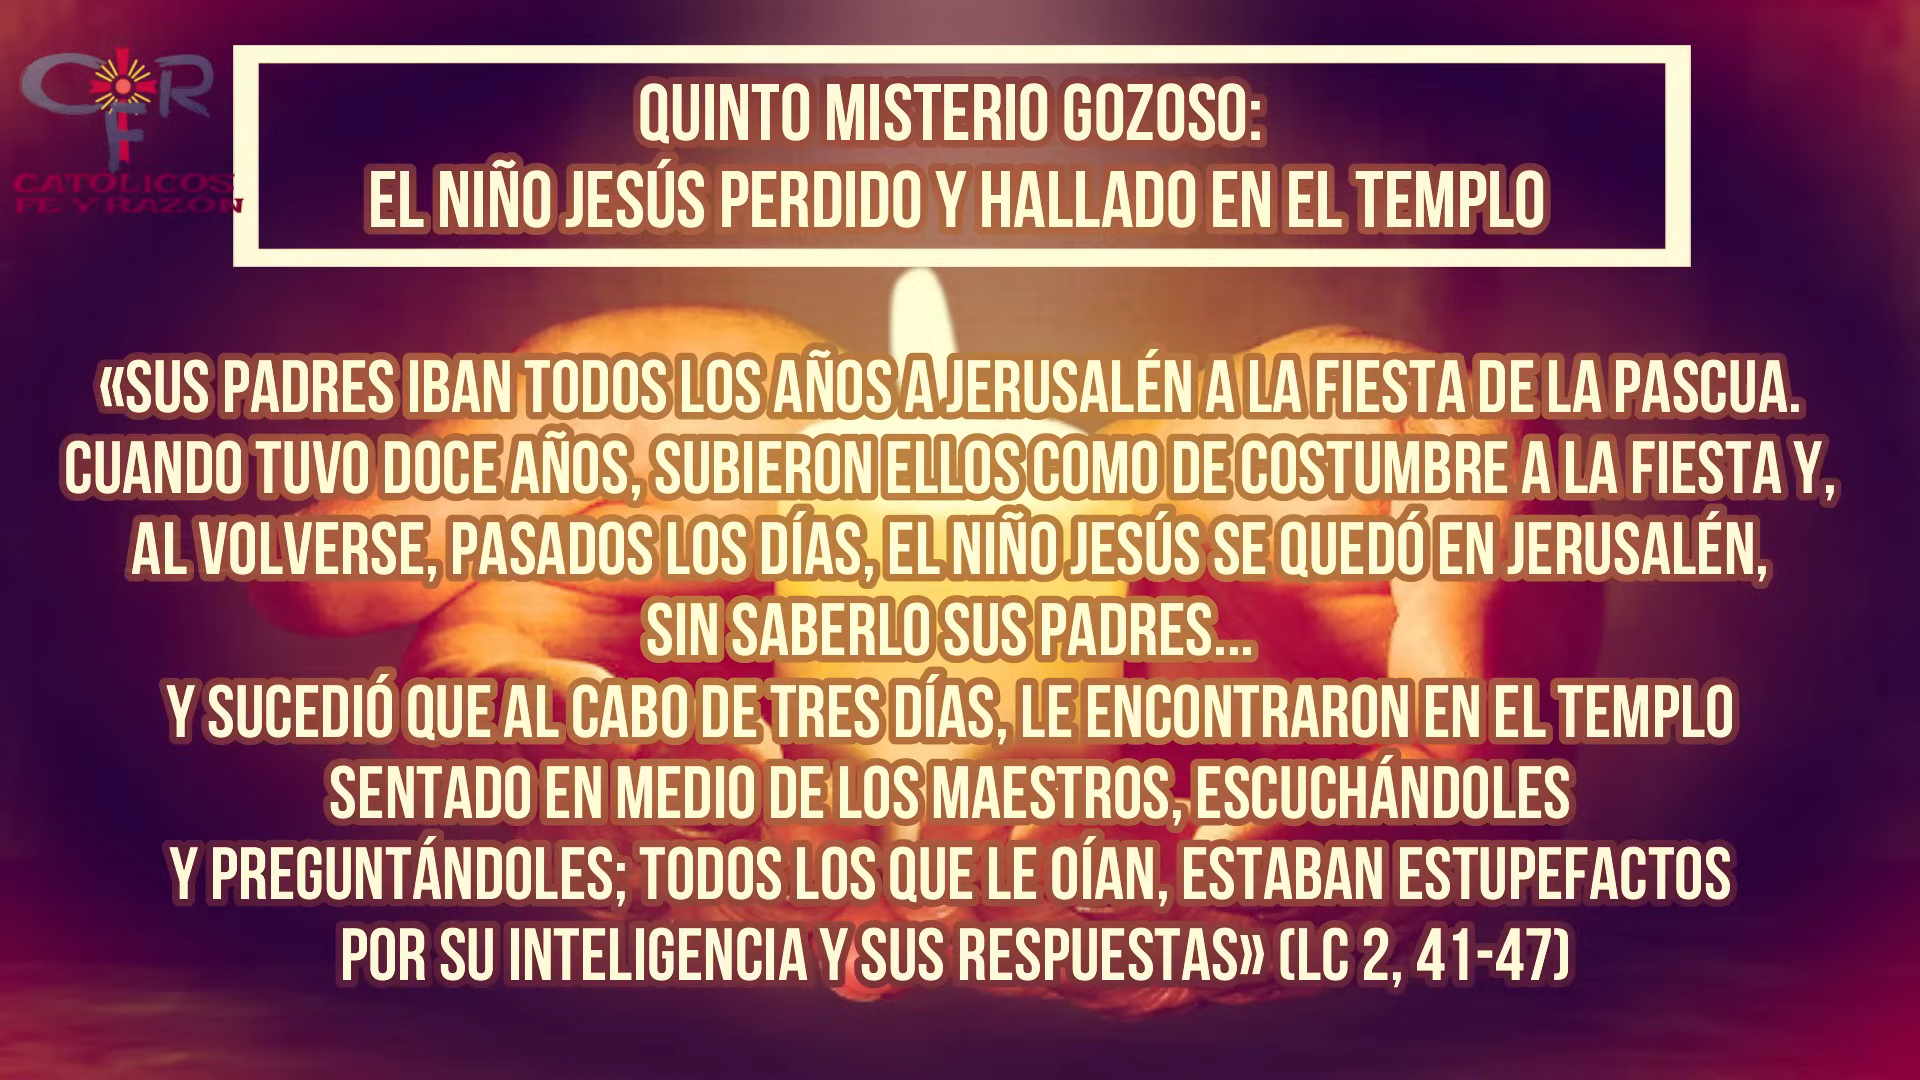 CFR
CATÓLICOS
FE Y RAZÓN
QUINTO MISTERIO GOZOSO:
EL NIÑO JESÚS PERDIDO Y HALLADO EN EL TEMPLO
«SUS PADRES IBAN TODOS LOS AÑOS A JERUSALÉN A LA FIESTA DE LA PASCUA.
CUANDO TUVO DOCE AÑOS, SUBIERON ELLOS COMO DE COSTUMBRE A LA FIESTA Y,
AL VOLVERSE, PASADOS LOS DÍAS, EL NIÑO JESÚS SE QUEDÓ EN JERUSALÉN,
SIN SABERLO SUS PADRES...
Y SUCEDIÓ QUE AL CABO DE TRES DÍAS, LE ENCONTRARON EN EL TEMPLO
SENTADO EN MEDIO DE LOS MAESTROS, ESCUCHÁNDOLES
Y PREGUNTÁNDOLES; TODOS LOS QUE LE OÍAN, ESTABAN ESTUPEFACTOS
POR SU INTELIGENCIA Y SUS RESPUESTAS» (LC 2, 41-47)